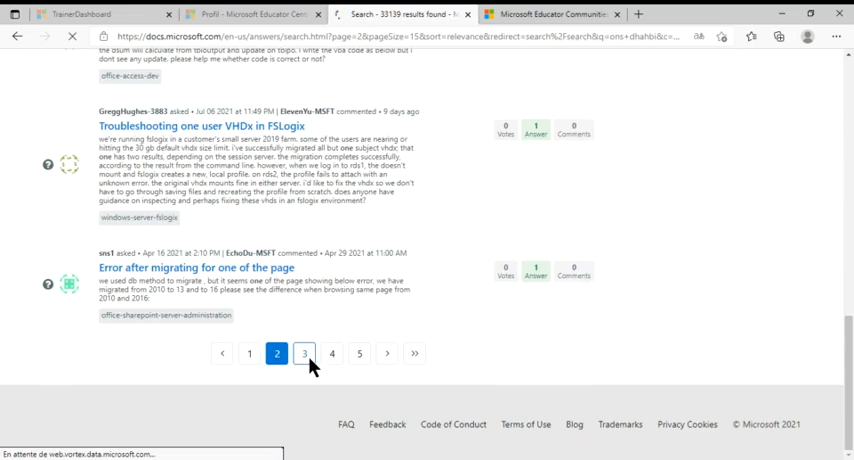 TrainerDashboard
Profil - Microsoft Educator Cent
Search - 33139 results found - M
Microsoft Educator Communities
https://docs.microsoft.com/en-us/answers/search.html?page=2&pageSize=15&sort=relevance&redirect=search%2Fsearch&q=ons+dhahbi&c=...
the dsum will calculate from tbloutput and update on tblpo. i write the vba code as below but i
dont see any update. please help me whether code is correct or not?
office-access-dev
GreggHughes-3883 asked • Jul 06 2021 at 11:49 PM | ElevenYu-MSFT commented • 9 days ago
Troubleshooting one user VHDx in FSLogix
we're running fslogix in a customer's small server 2019 farm. some of the users are nearing or
hitting the 30 gb default vhdx size limit. i've successfully migrated all but one subject vhdx; that
one has two results, depending on the session server. the migration completes successfully,
according to the result from the command line. however, when we log in to rds1, the doesn't
mount and fslogix creates a new, local profile. on rds2, the profile fails to attach with an
unknown error. the original vhdx mounts fine in either server. i'd like to fix the vhdx so we don't
have to go through saving files and recreating the profile from scratch. does anyone have
guidance on inspecting and perhaps fixing these vhds in an fslogix environment?
0 Votes 1 Answer 0 Comments
windows-server-fslogix
sns1 asked • Apr 16 2021 at 2:10 PM | EchoDu-MSFT commented • Apr 29 2021 at 11:00 AM
Error after migrating for one of the page
we used db method to migrate , but it seems one of the page showing below error, we have
migrated from 2010 to 13 and to 16 please see the difference when browsing same page from
2010 and 2016:
0 Votes 1 Answer 0 Comments
office-sharepoint-server-administration
< 1 2 3 4 5 > >>
FAQ Feedback Code of Conduct Terms of Use Blog Trademarks Privacy Cookies © Microsoft 2021
En attente de web.vortex.data.microsoft.com...